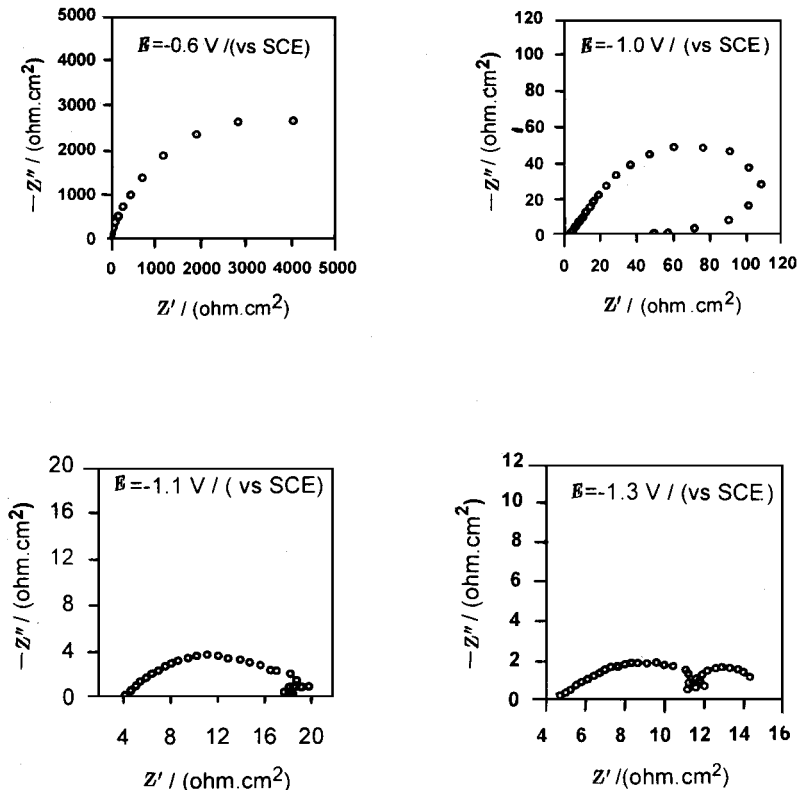 E=-0.6 V /(vs SCE)
5000
4000
3000
2000
1000
0
—Z″ / (ohm.cm²)
0 1000 2000 3000 4000 5000
Z′ / (ohm.cm²)
E=-1.0 V / (vs SCE)
120
100
80
60
40
20
0
—Z″ / (ohm.cm²)
0 20 40 60 80 100 120
Z′ / (ohm.cm²)
E=-1.1 V / ( vs SCE)
20
16
12
8
4
0
—Z″ / (ohm.cm²)
4 8 12 16 20
Z′ / (ohm.cm²)
E=-1.3 V / (vs SCE)
12
10
8
6
4
2
0
—Z″ / (ohm.cm²)
4 6 8 10 12 14 16
Z′ /(ohm.cm²)